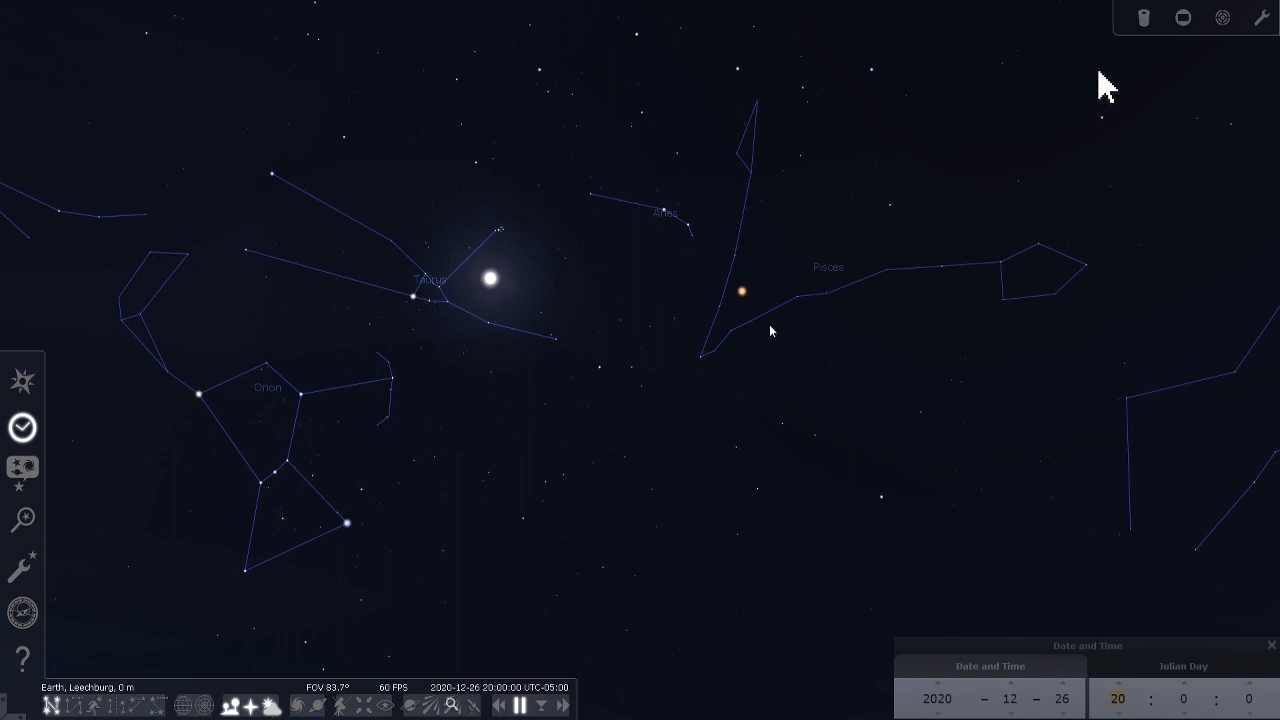 Aries
Pisces
Taurus
Orion
Date and Time
X
Date and Time
Julian Day
Earth, Leechburg, 0 m
FOV 83.7°
60 FPS
2020-12-26 20:00:00 UTC-05:00
2020 - 12 - 26
20 : 0 : 0
?